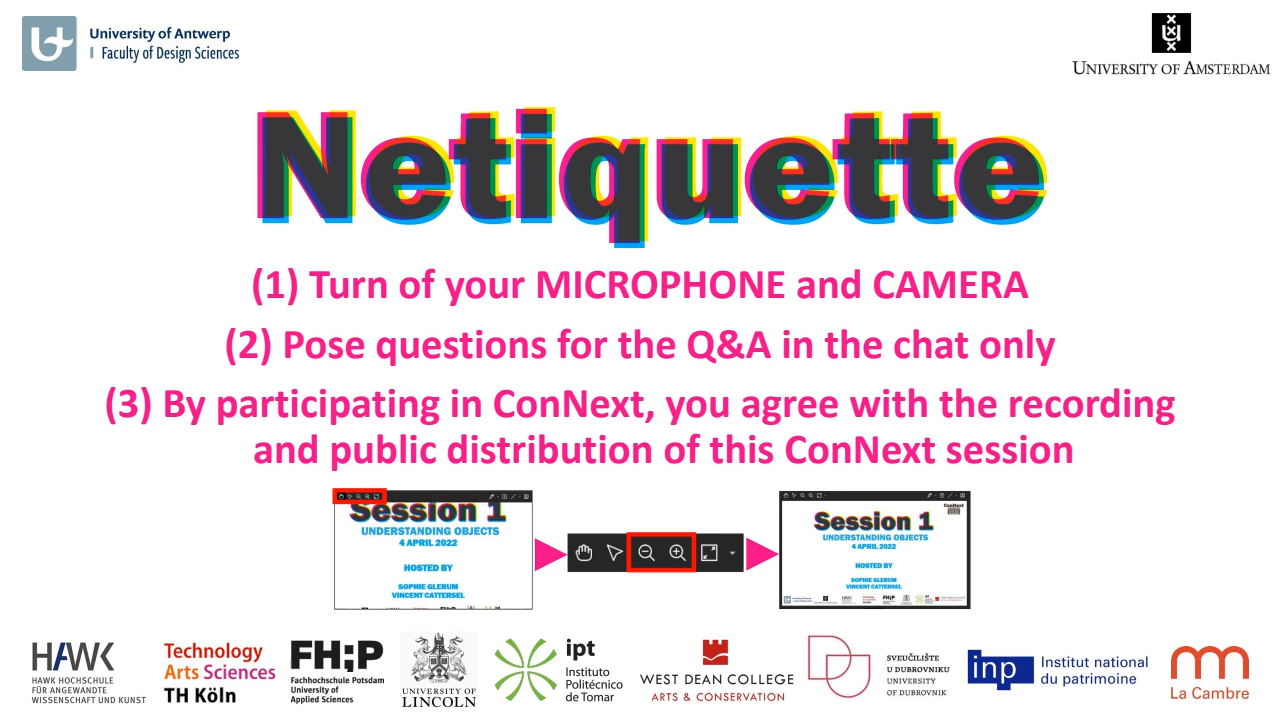 University of Antwerp
Faculty of Design Sciences
UNIVERSITY OF AMSTERDAM
Netiquette
(1) Turn of your MICROPHONE and CAMERA
(2) Pose questions for the Q&A in the chat only
(3) By participating in ConNext, you agree with the recording
and public distribution of this ConNext session
Session 1
UNDERSTANDING OBJECTS
4 APRIL 2022
HOSTED BY
SOPHIE GLERUM
VINCENT CATTERSEL
ConNext
Session 1
UNDERSTANDING OBJECTS
4 APRIL 2022
HOSTED BY
SOPHIE GLERUM
VINCENT CATTERSEL
HAWK
HAWK HOCHSCHULE
FÜR ANGEWANDTE
WISSENSCHAFT UND KUNST
Technology
Arts Sciences
TH Köln
FH;P
Fachhochschule Potsdam
University of
Applied Sciences
UNIVERSITY OF
LINCOLN
ipt
Instituto
Politécnico
de Tomar
WEST DEAN COLLEGE
ARTS & CONSERVATION
SVEUČILIŠTE
U DUBROVNIKU
UNIVERSITY
OF DUBROVNIK
inp
Institut national
du patrimoine
La Cambre